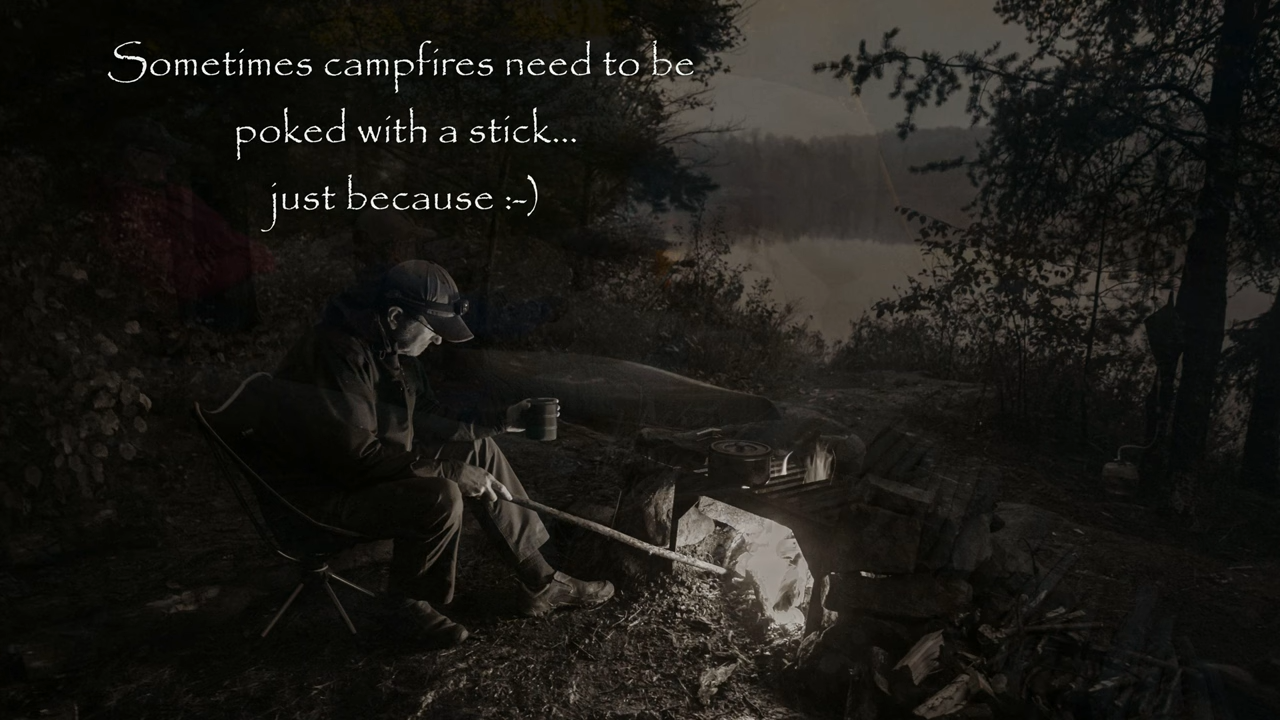 Sometimes campfires need to be
poked with a stick...
just because :-)